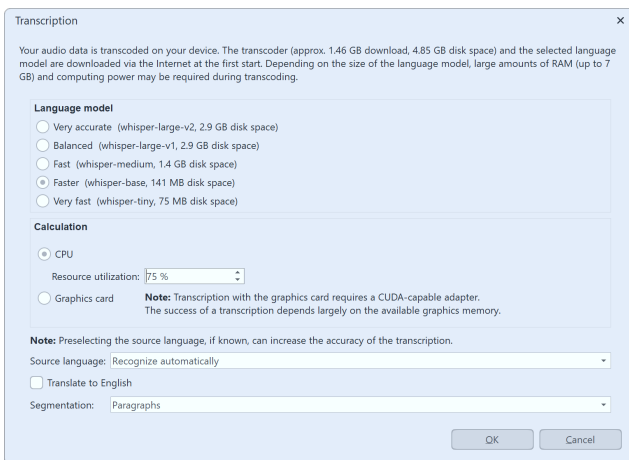 Transcription
Your audio data is transcoded on your device. The transcoder (approx. 1.46 GB download, 4.85 GB disk space) and the selected language
model are downloaded via the Internet at the first start. Depending on the size of the language model, large amounts of RAM (up to 7
GB) and computing power may be required during transcoding.
Language model
Very accurate (whisper-large-v2, 2.9 GB disk space)
Balanced (whisper-large-v1, 2.9 GB disk space)
Fast (whisper-medium, 1.4 GB disk space)
Faster (whisper-base, 141 MB disk space)
Very fast (whisper-tiny, 75 MB disk space)
Calculation
CPU
Resource utilization: 75 %
Graphics card Note: Transcription with the graphics card requires a CUDA-capable adapter.
The success of a transcription depends largely on the available graphics memory.
Note: Preselecting the source language, if known, can increase the accuracy of the transcription.
Source language: Recognize automatically
Translate to English
Segmentation: Paragraphs
OK Cancel